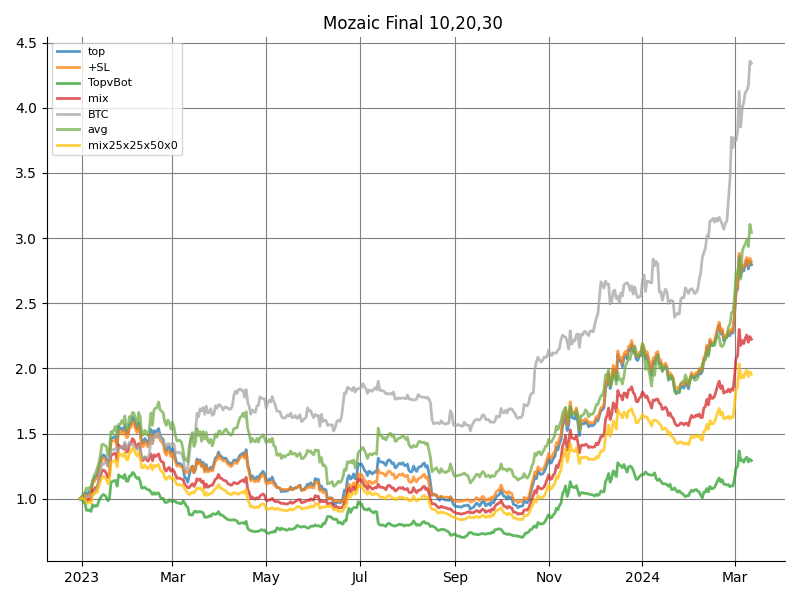 Mozaic Final 10,20,30
top
+SL
TopvBot
mix
BTC
avg
mix25x25x50x0
4.5
4.0
3.5
3.0
2.5
2.0
1.5
1.0
2023 Mar May Jul Sep Nov 2024 Mar